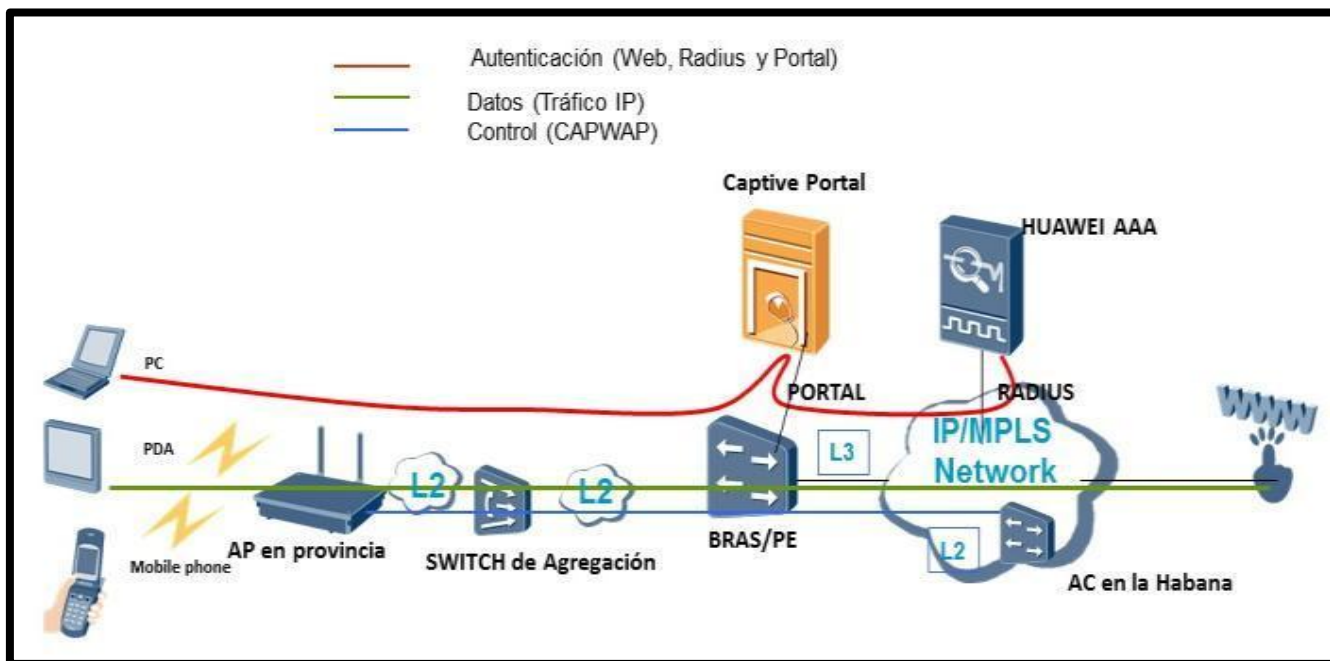 Autenticación (Web, Radius y Portal)
Datos (Tráfico IP)
Control (CAPWAP)
Captive Portal
HUAWEI AAA
PC
PORTAL
RADIUS
WWW
PDA
L3
IP/MPLS
Network
L2
L2
AP en provincia
SWITCH de Agregación
BRAS/PE
L2
Mobile phone
AC en la Habana